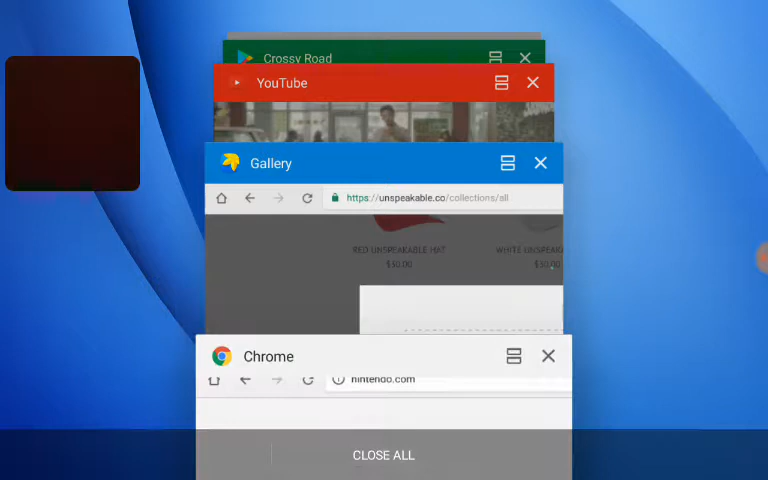 Crossy Road
YouTube
Gallery
https://unspeakable.co/collections/all
RED UNSPEAKABLE HAT
$30.00
WHITE UNSPEAKA
$30.00
Chrome
nintendo.com
CLOSE ALL